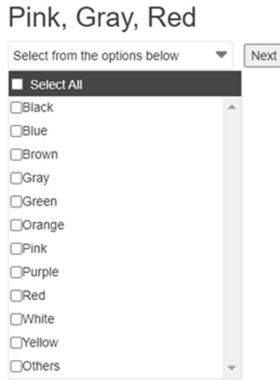 Pink, Gray, Red
Select from the options below
Next
Select All
Black
Blue
Brown
Gray
Green
Orange
Pink
Purple
Red
White
Yellow
Others